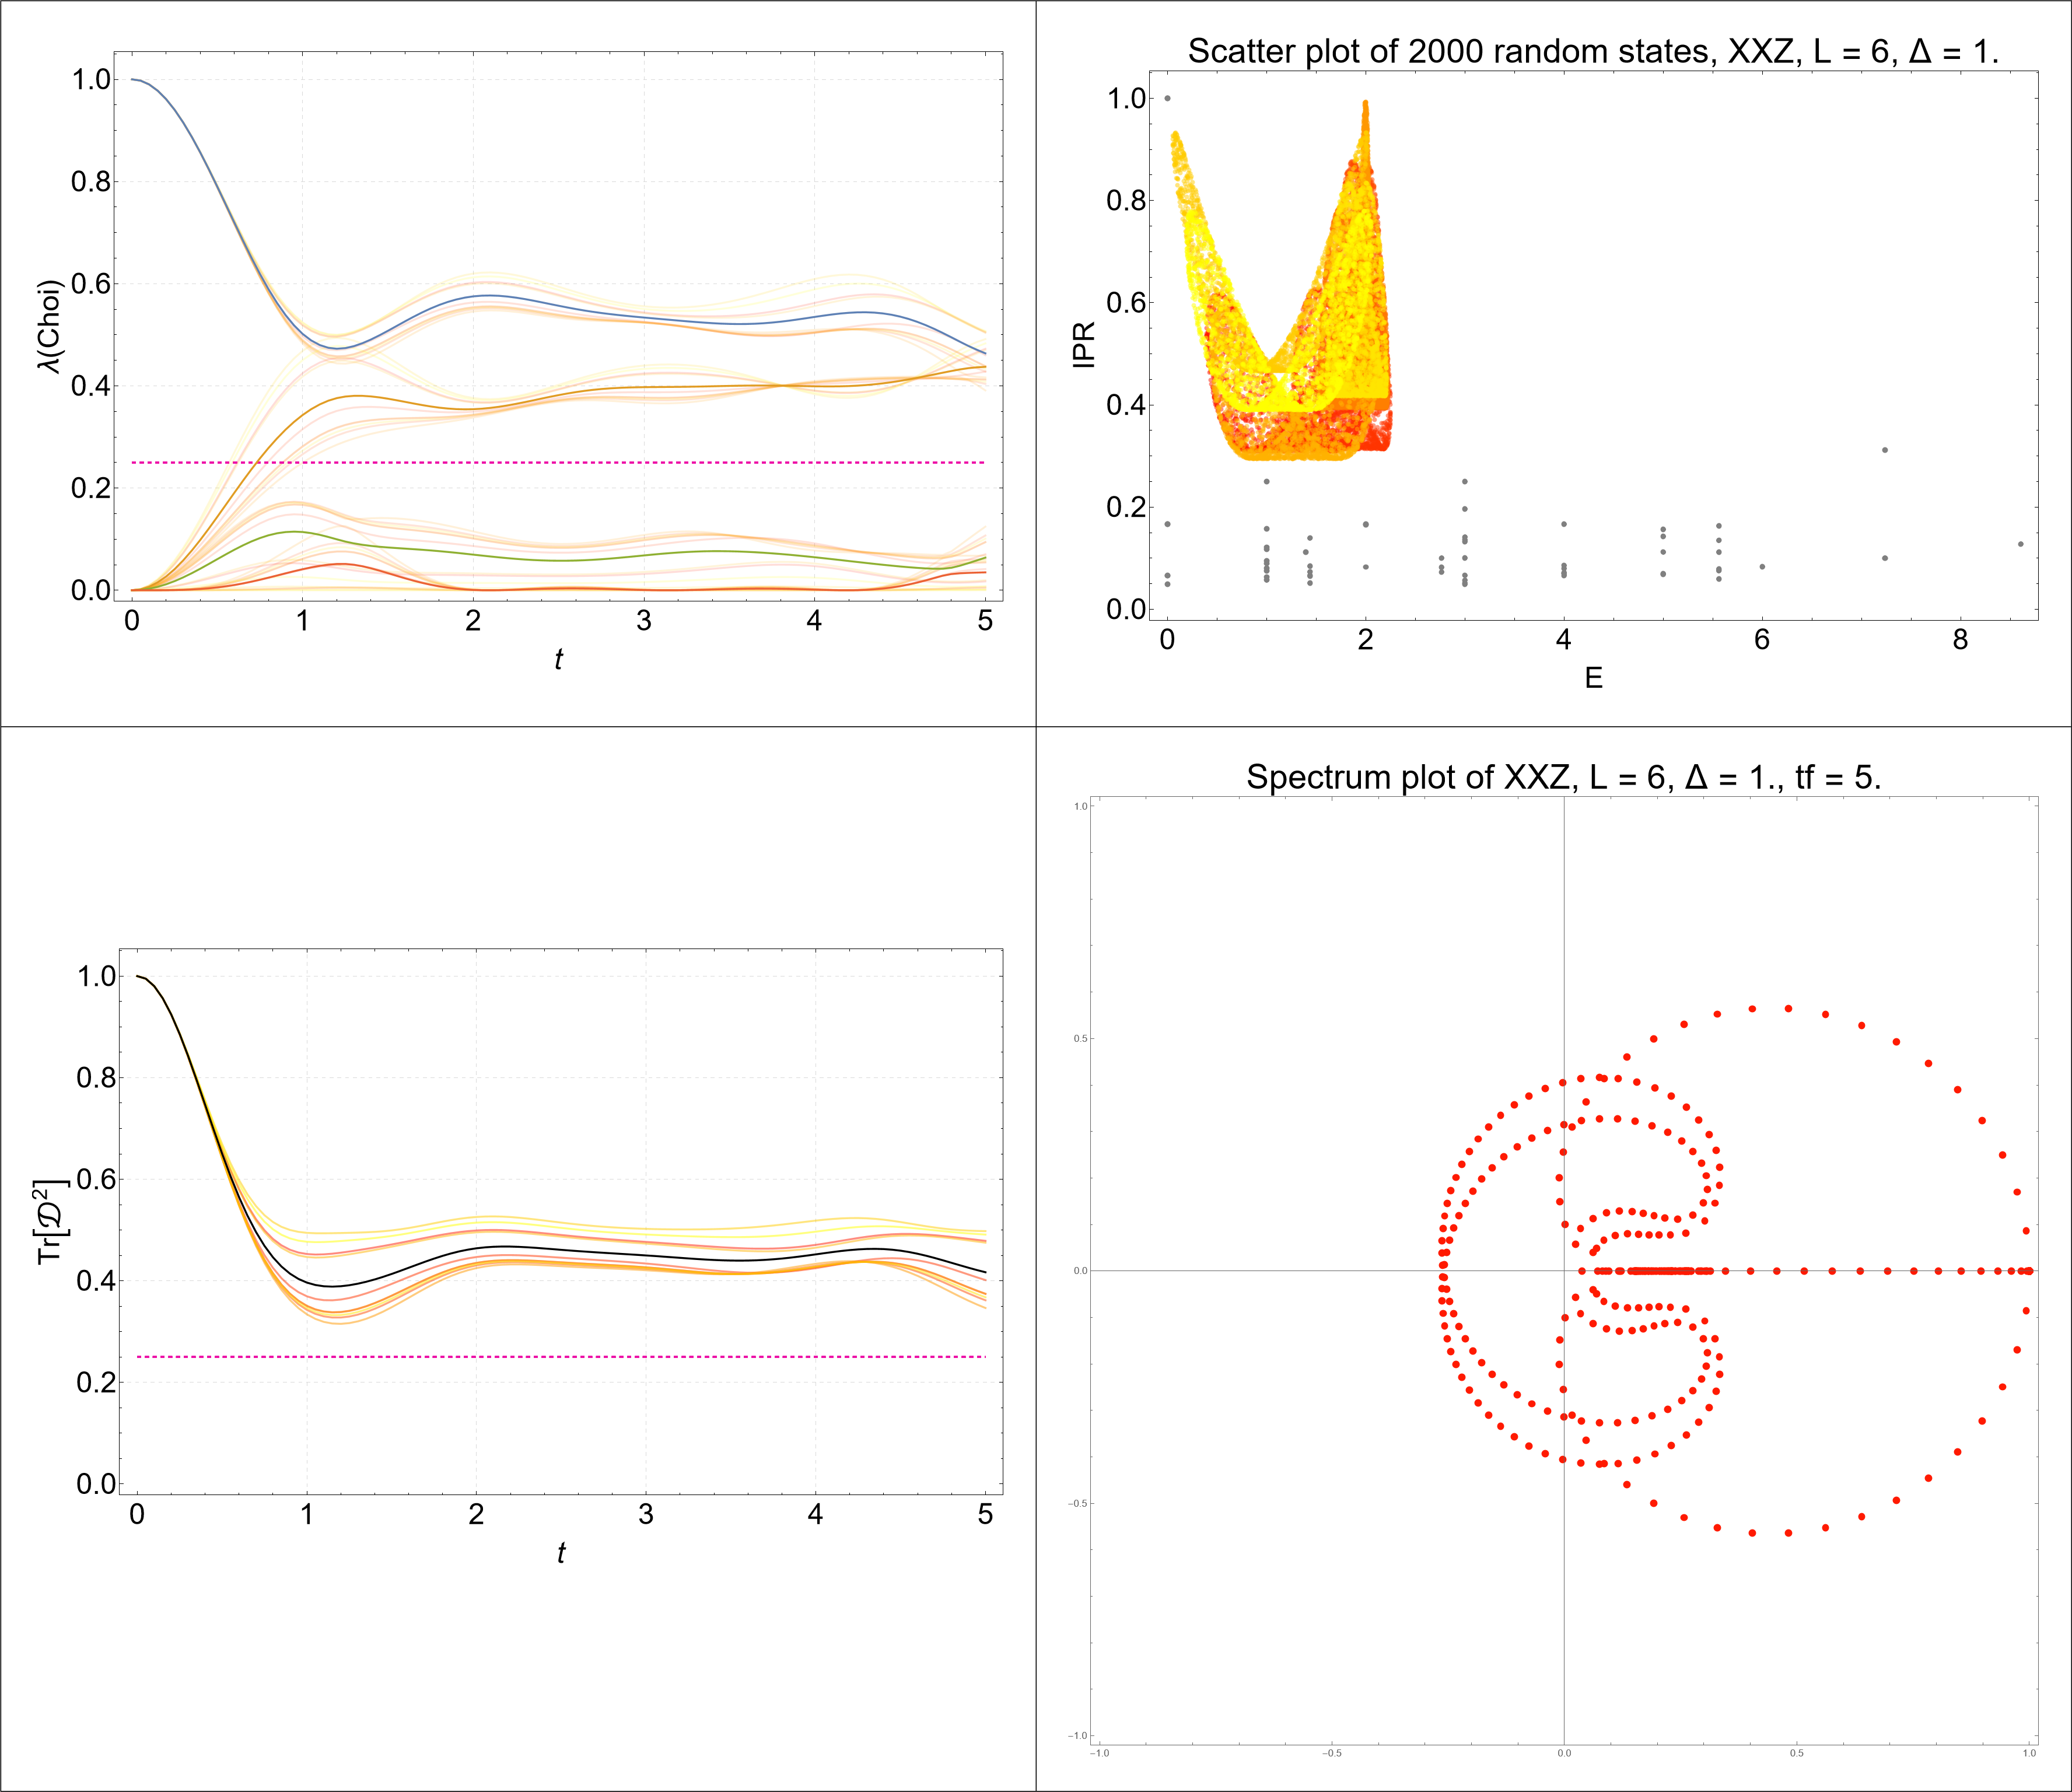 1.0
0.8
0.6
0.4
0.2
0.0
λ(Choi)
0 1 2 3 4 5
t
Scatter plot of 2000 random states, XXZ, L = 6, Δ = 1.
1.0
0.8
0.6
0.4
0.2
0.0
IPR
0 2 4 6 8
E
1.0
0.8
0.6
0.4
0.2
0.0
Tr[𝒟²]
0 1 2 3 4 5
t
Spectrum plot of XXZ, L = 6, Δ = 1., tf = 5.
1.0
0.5
0.0
−0.5
−1.0
−1.0 −0.5 0.0 0.5 1.0